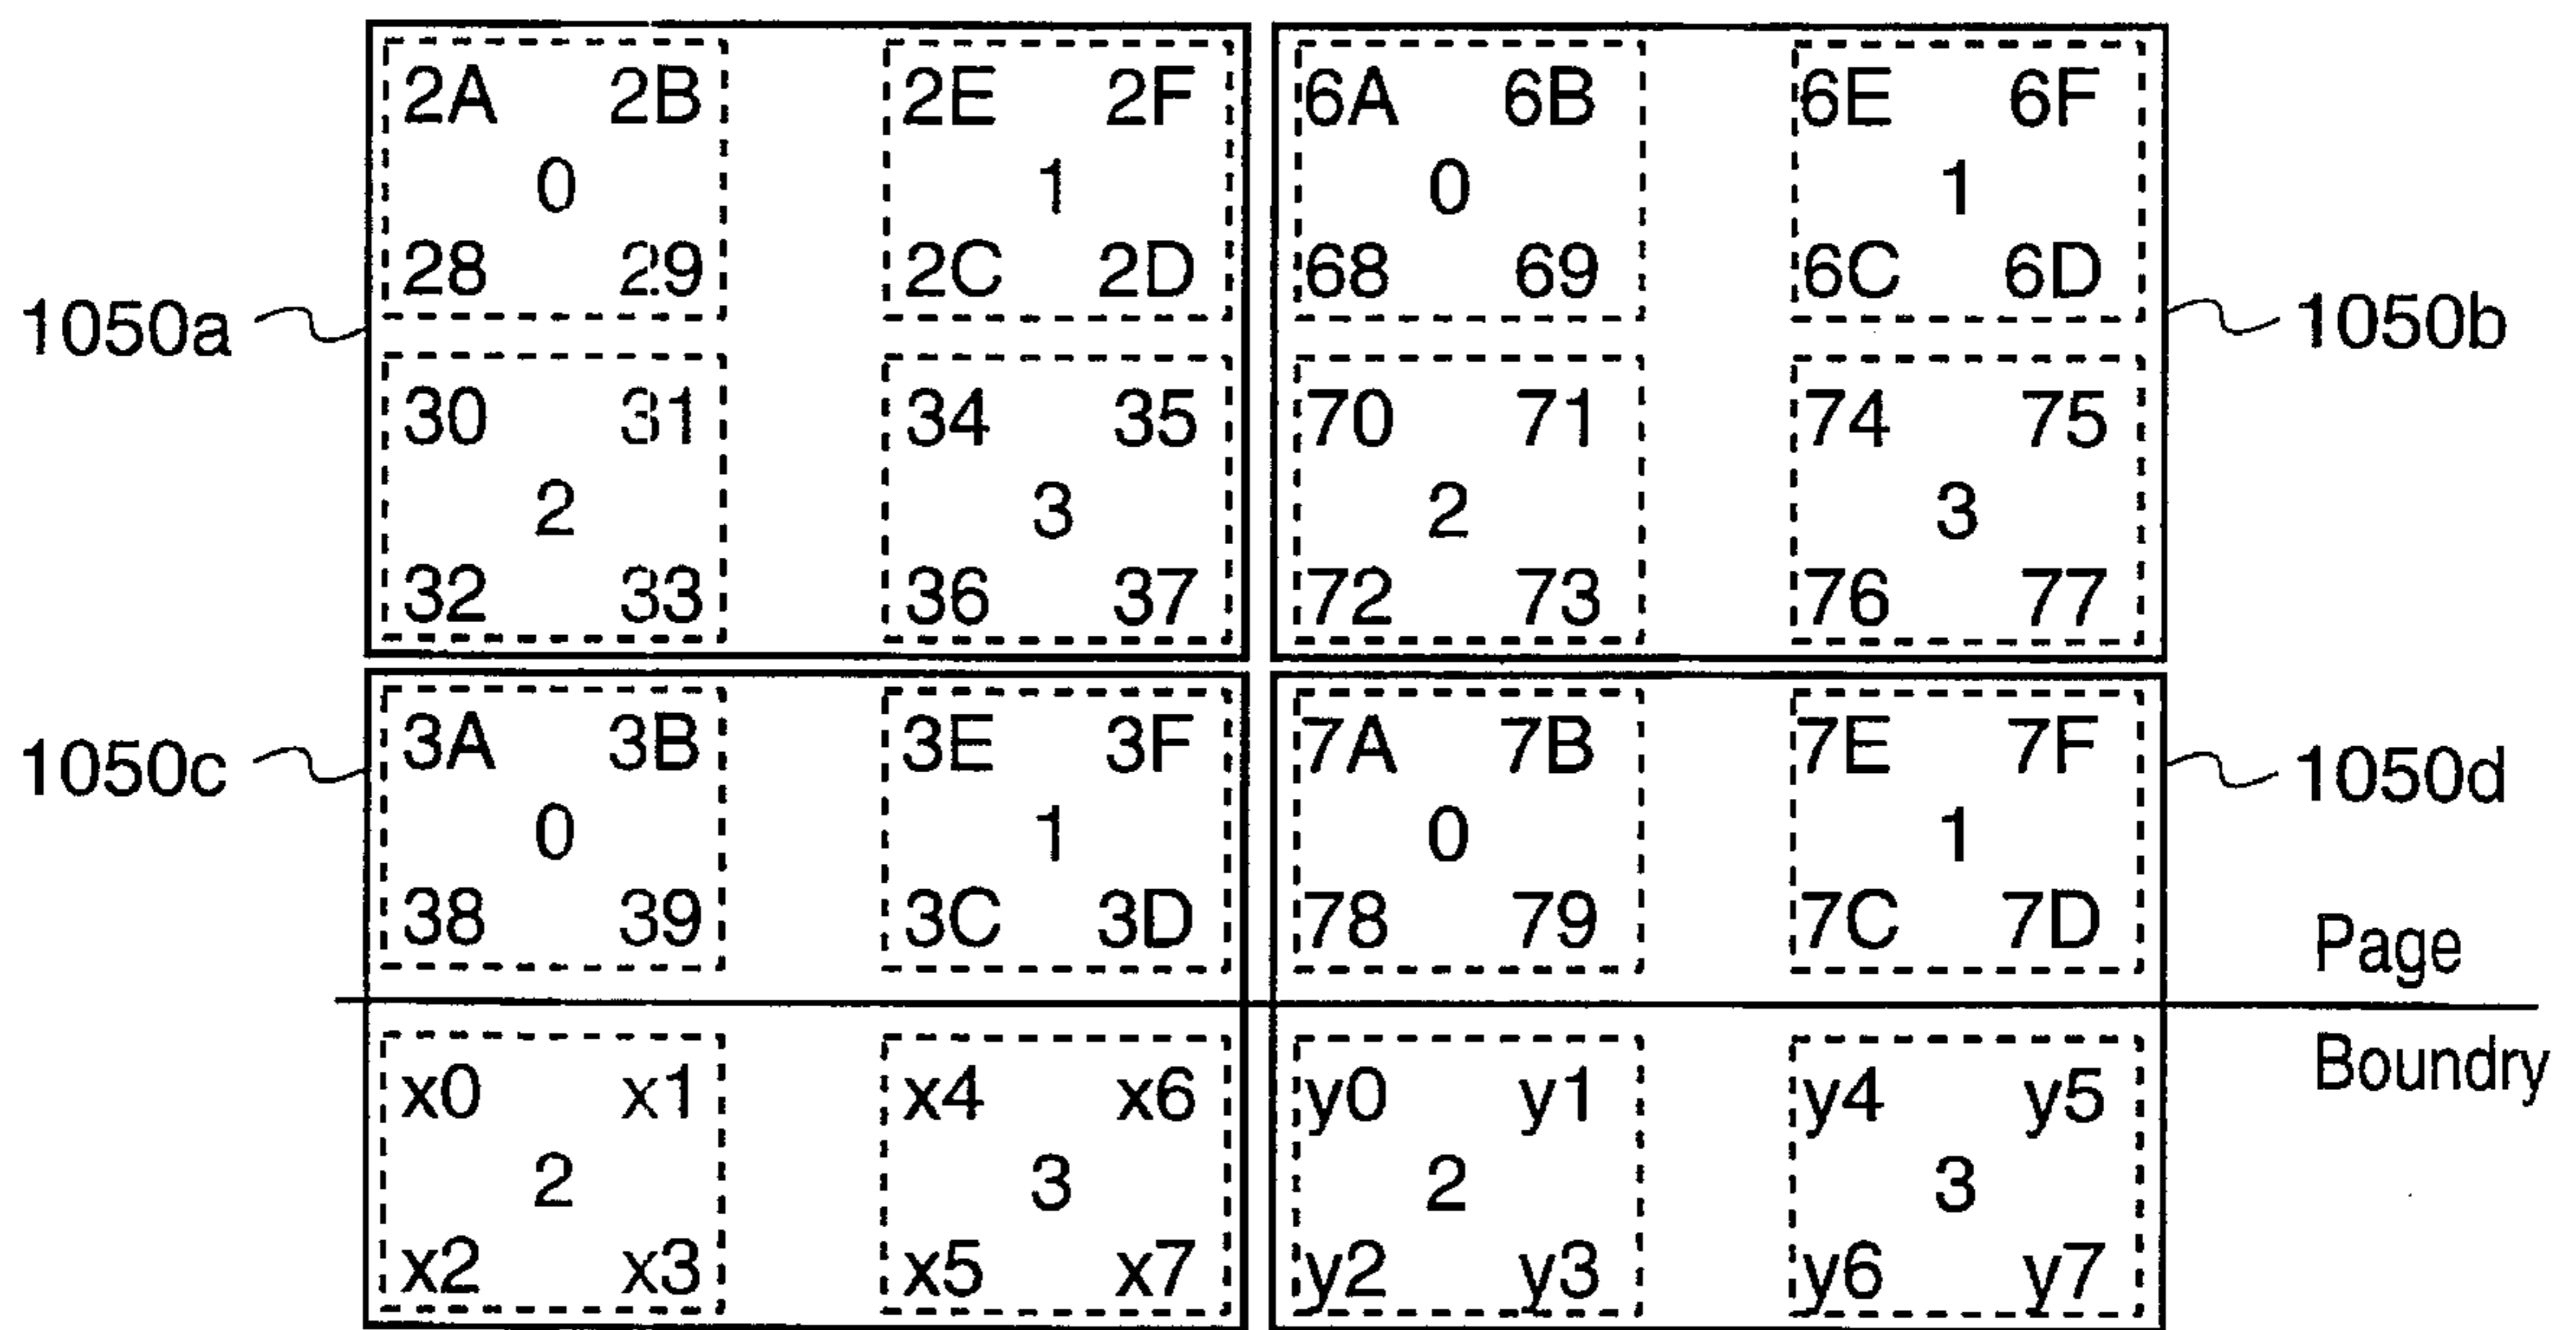 2A 2B 2E 2F 6A 6B 6E 6F
0 1 0 1
28 29 2C 2D 68 69 6C 6D
1050a 1050b
30 31 34 35 70 71 74 75
2 3 2 3
32 33 36 37 72 73 76 77
3A 3B 3E 3F 7A 7B 7E 7F
1050c 1050d
0 1 0 1
38 39 3C 3D 78 79 7C 7D
Page
Boundry
x0 x1 x4 x6 y0 y1 y4 y5
2 3 2 3
x2 x3 x5 x7 y2 y3 y6 y7